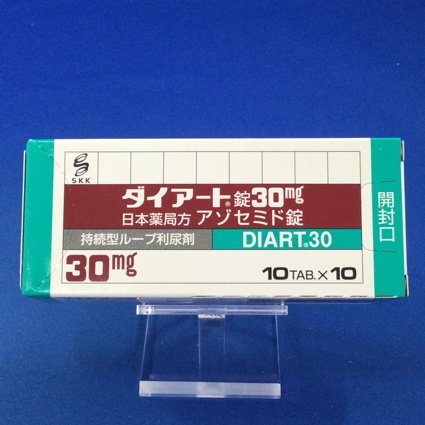 SKK
ダイアート®錠30mg
日本薬局方 アゾセミド錠
持続型ループ利尿剤 DIART®30
30mg
10TAB.×10
開封口